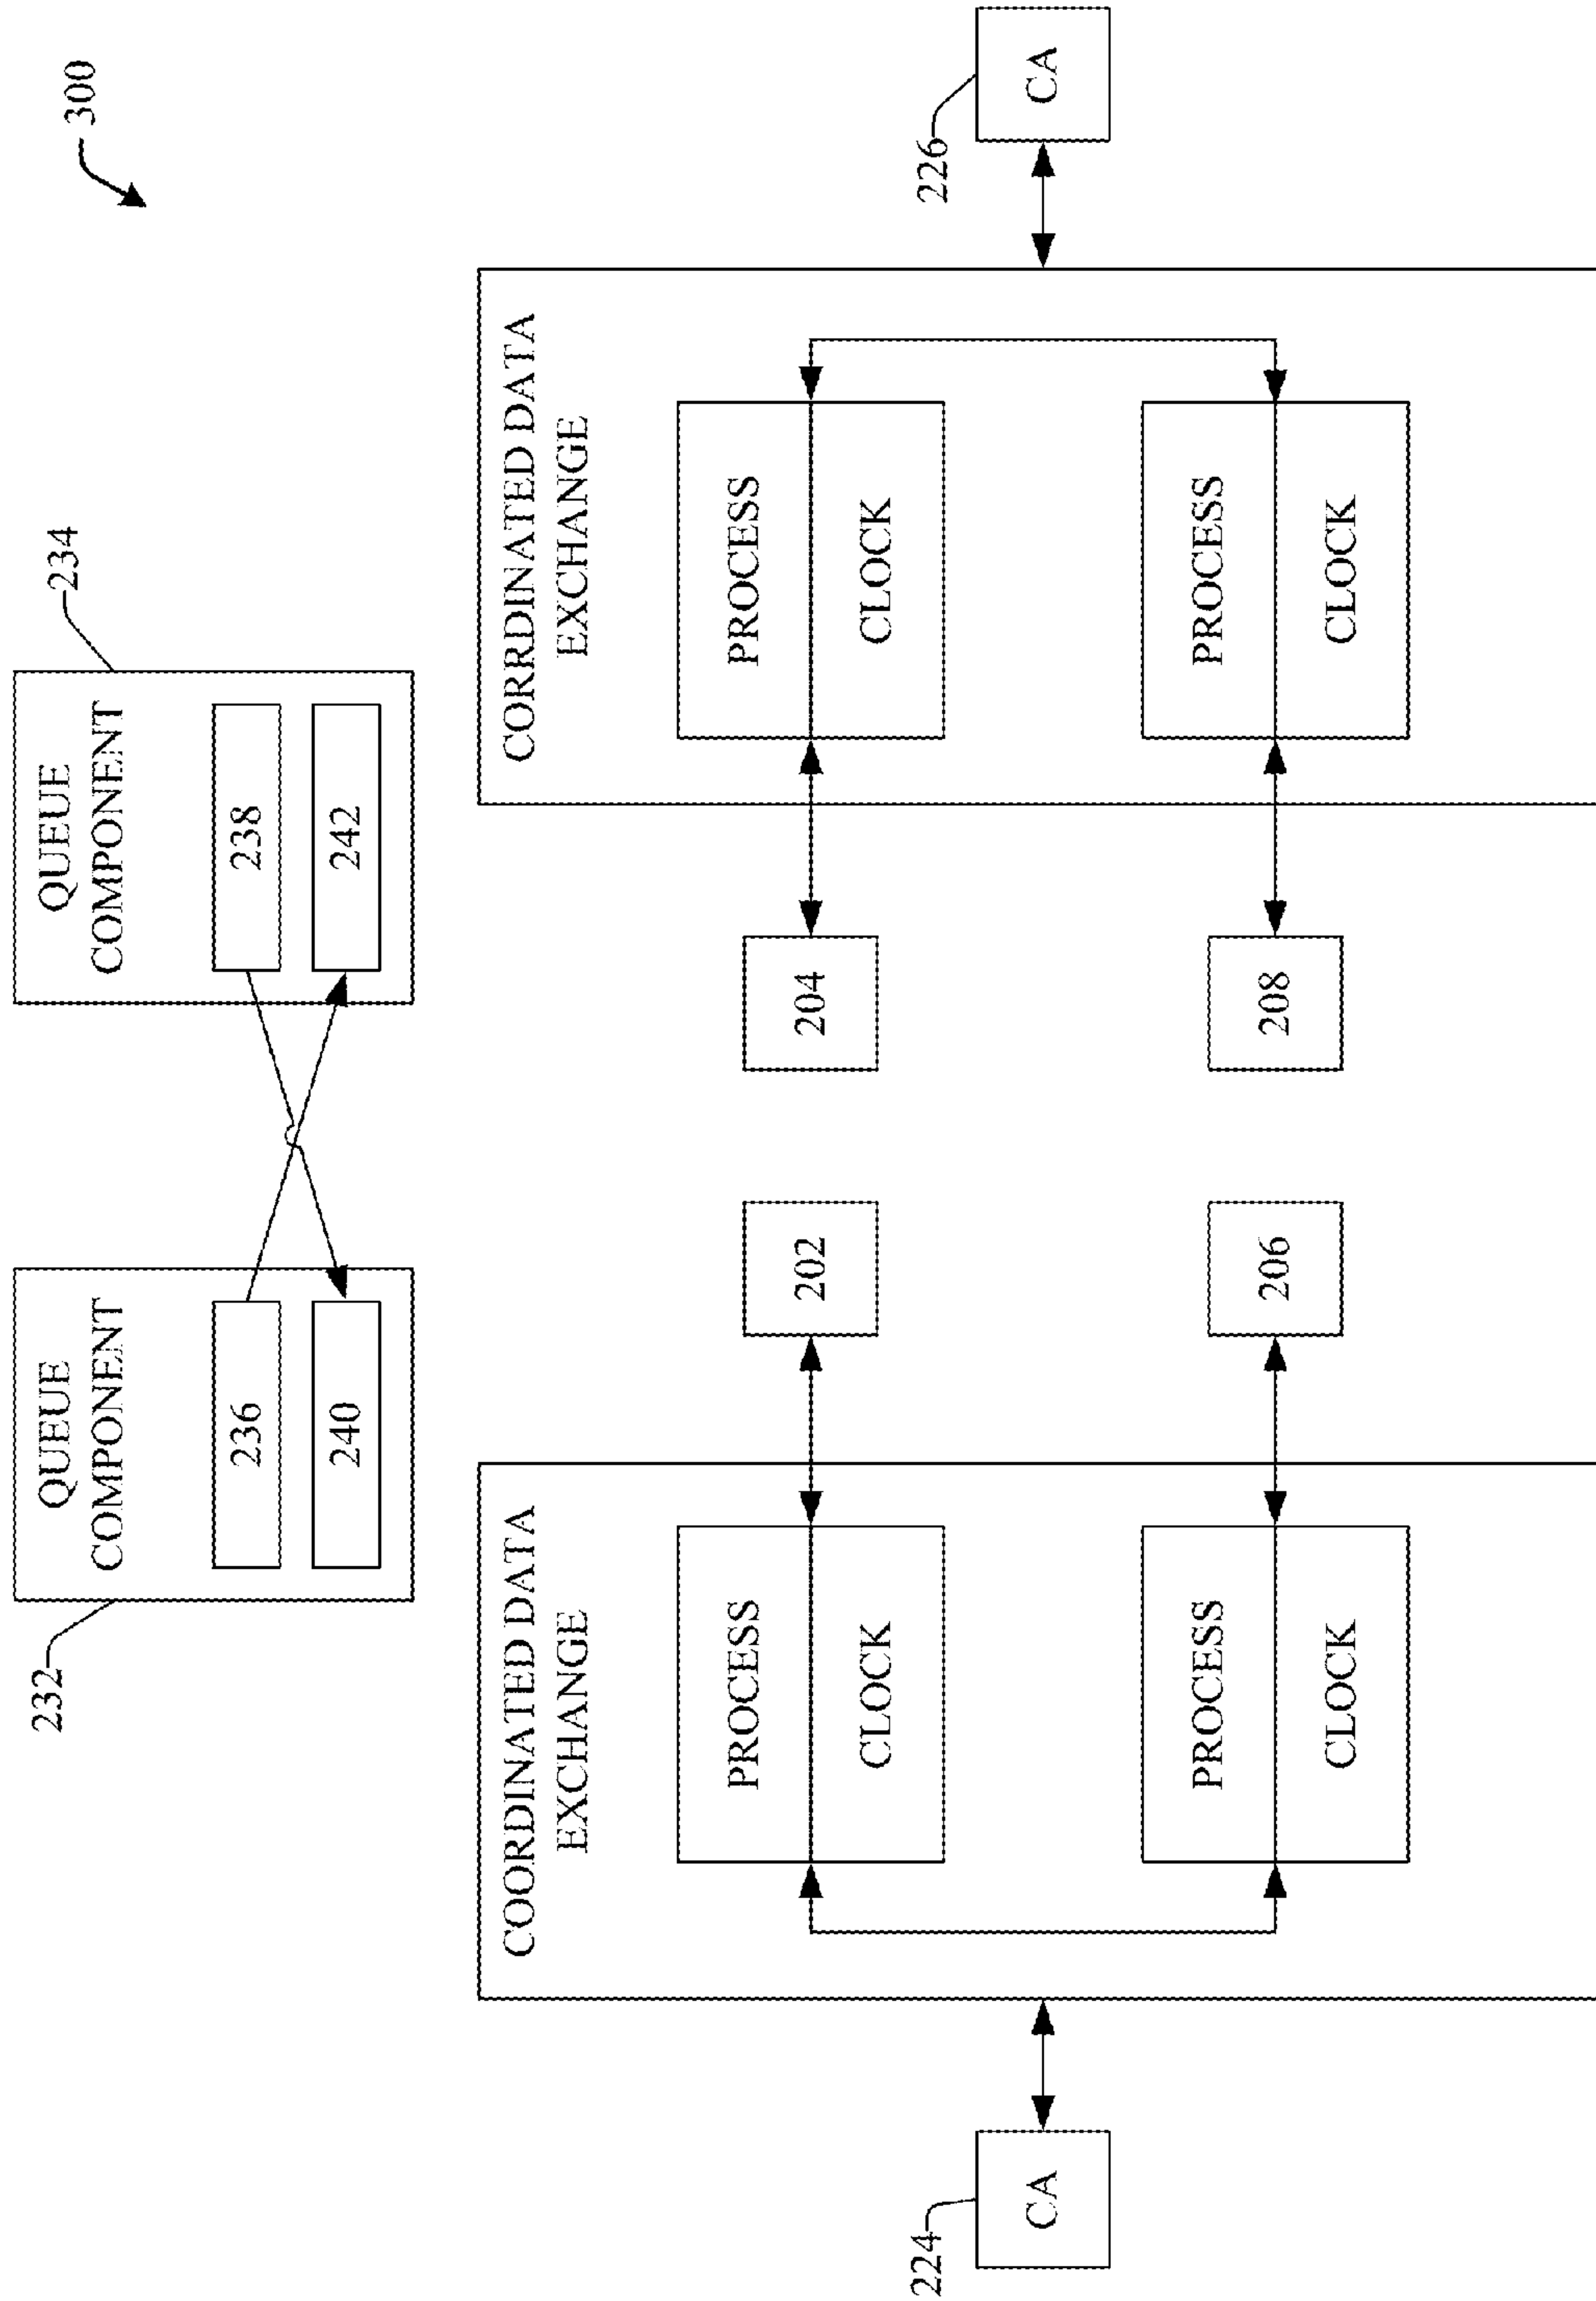 300
232
234
QUEUE
COMPONENT
236
240
QUEUE
COMPONENT
238
242
224
CA
COORDINATED DATA
EXCHANGE
PROCESS
CLOCK
PROCESS
CLOCK
202
206
204
208
CORRDINATED DATA
EXCHANGE
PROCESS
CLOCK
PROCESS
CLOCK
226
CA